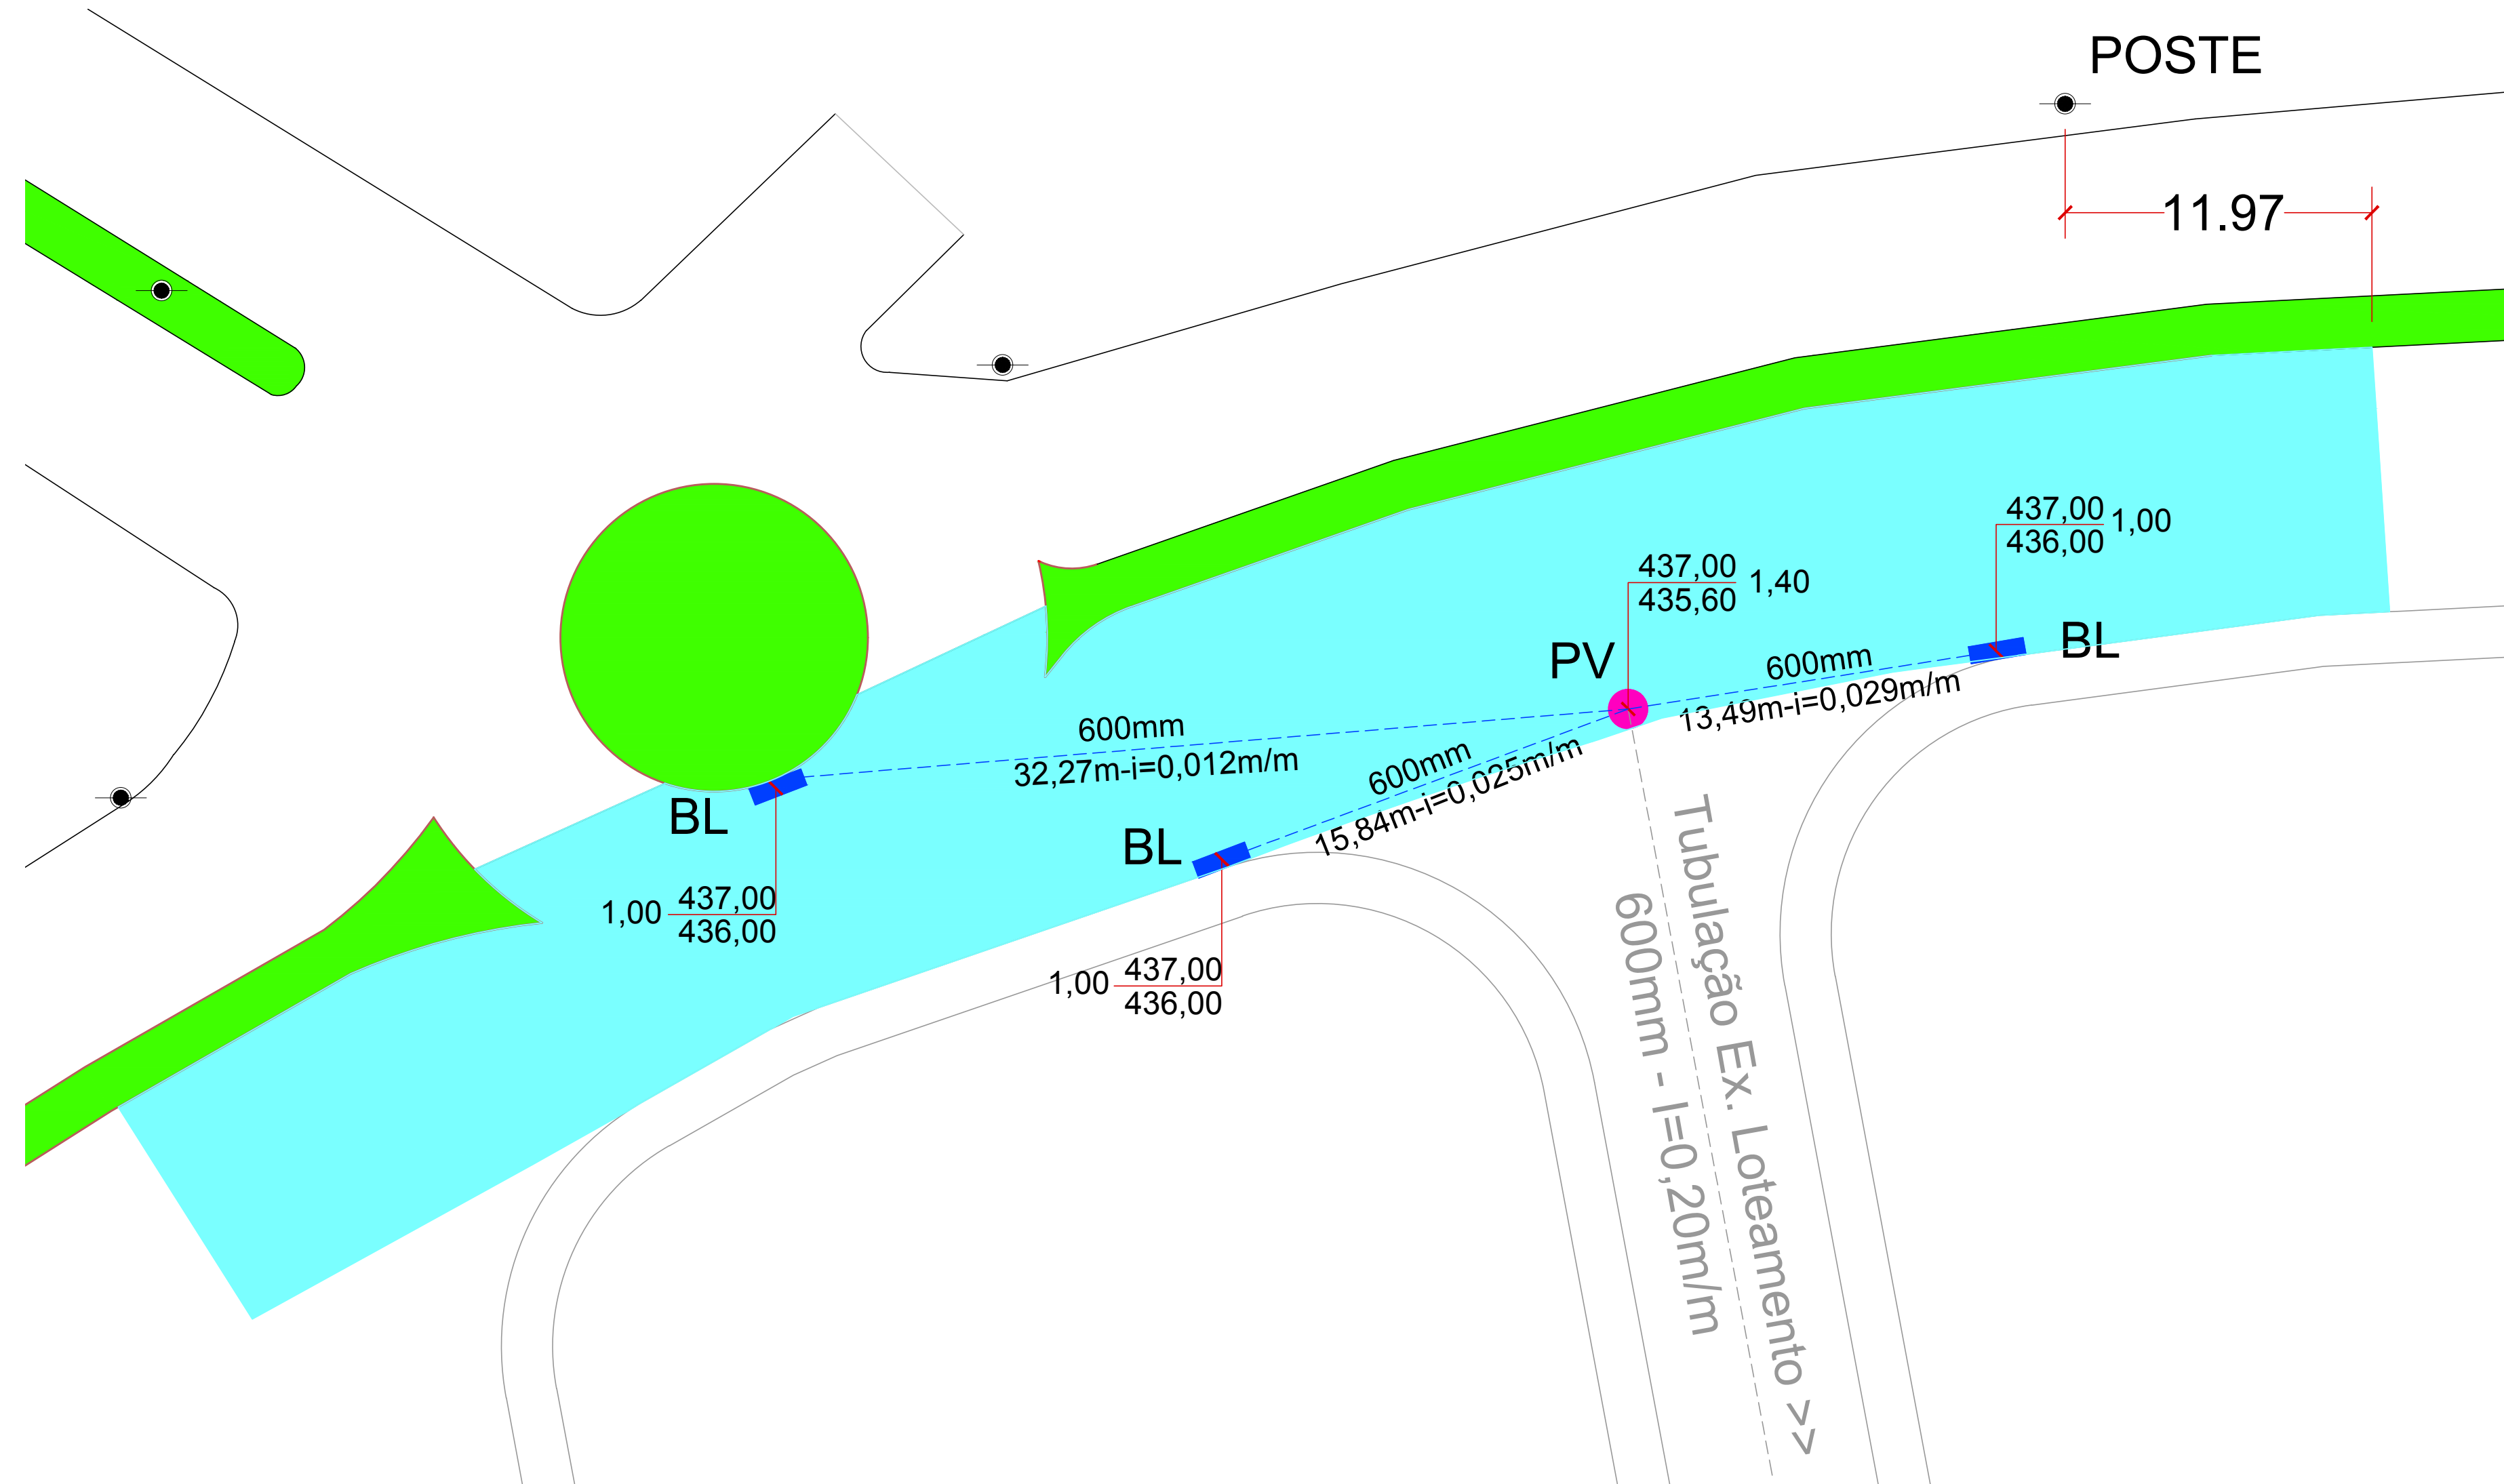 POSTE
11.97
437,00
436,00
1,00
437,00
435,60
1,40
PV
BL
600mm
13,49m-i=0,029m/m
600mm
32,27m-i=0,012m/m
600mm
15,84m-i=0,025m/m
BL
1,00
437,00
436,00
BL
1,00
437,00
436,00
Tubulação Ex. Loteamento >>
600mm - I=0,20m/m